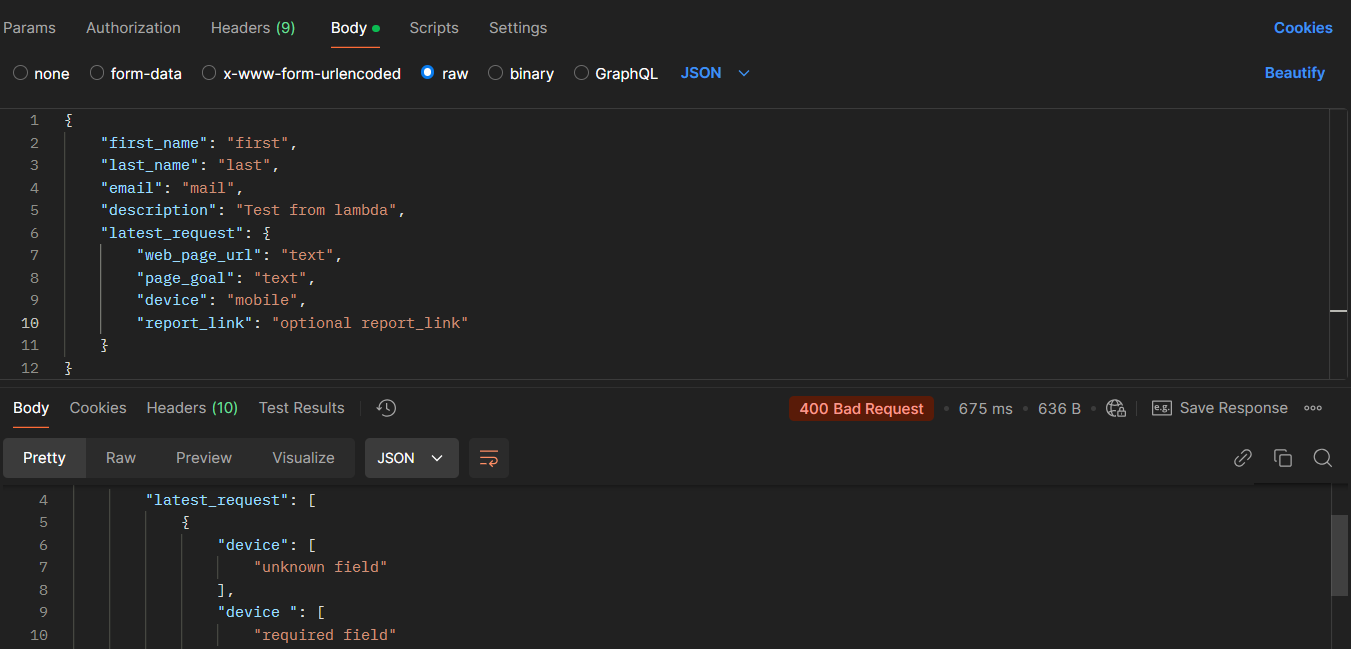 Params Authorization Headers (9) Body Scripts Settings Cookies
none form-data x-www-form-urlencoded raw binary GraphQL JSON Beautify
1 {
2 "first_name": "first",
3 "last_name": "last",
4 "email": "mail",
5 "description": "Test from lambda",
6 "latest_request": {
7 "web_page_url": "text",
8 "page_goal": "text",
9 "device": "mobile",
10 "report_link": "optional report_link"
11 }
12 }
Body Cookies Headers (10) Test Results 400 Bad Request 675 ms 636 B e.g. Save Response
Pretty Raw Preview Visualize JSON
4 "latest_request": [
5 {
6 "device": [
7 "unknown field"
8 ],
9 "device ": [
10 "required field"